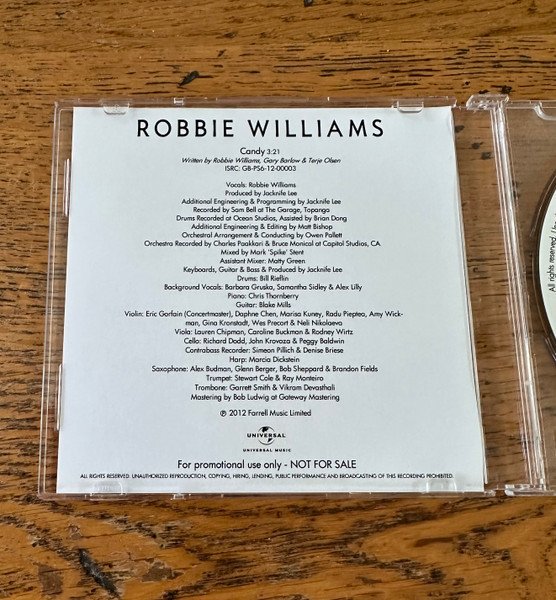 ROBBIE WILLIAMS
Candy 3:21
Written by Robbie Williams, Gary Barlow & Terje Olsen
ISRC: GB-PS6-12-00003
Vocals: Robbie Williams
Produced by Jacknife Lee
Additional Engineering & Programming by Jacknife Lee
Recorded by Sam Bell at The Garage, Topanga
Drums Recorded at Ocean Studios, Assisted by Brian Dong
Additional Engineering & Editing by Matt Bishop
Orchestral Arrangement & Conducting by Owen Pallett
Orchestra Recorded by Charles Paakkari & Bruce Monical at Capitol Studios, CA
Mixed by Mark 'Spike' Stent
Assistant Mixer: Matty Green
Keyboards, Guitar & Bass & Produced by Jacknife Lee
Drums: Bill Rieflin
Background Vocals: Barbara Gruska, Samantha Sidley & Alex Lilly
Piano: Chris Thornberry
Guitar: Blake Mills
Violin: Eric Gorfain (Concertmaster), Daphne Chen, Marisa Kuney, Radu Pieptea, Amy Wick-
man, Gina Kronstadt, Wes Precort & Neli Nikolaeva
Viola: Lauren Chipman, Caroline Buckman & Rodney Wirtz
Cello: Richard Dodd, John Krovoza & Peggy Baldwin
Contrabass Recorder: Simeon Pillich & Denise Briese
Harp: Marcia Dickstein
Saxophone: Alex Budman, Glenn Berger, Bob Sheppard & Brandon Fields
Trumpet: Stewart Cole & Ray Monteiro
Trombone: Garrett Smith & Vikram Devasthali
Mastering by Bob Ludwig at Gateway Mastering
℗ 2012 Farrell Music Limited
UNIVERSAL
UNIVERSAL MUSIC
For promotional use only - NOT FOR SALE
ALL RIGHTS RESERVED. UNAUTHORIZED REPRODUCTION, COPYING, HIRING, LENDING, PUBLIC PERFORMANCE AND BROADCASTING OF THIS RECORDING PROHIBITED.
All rights reserved